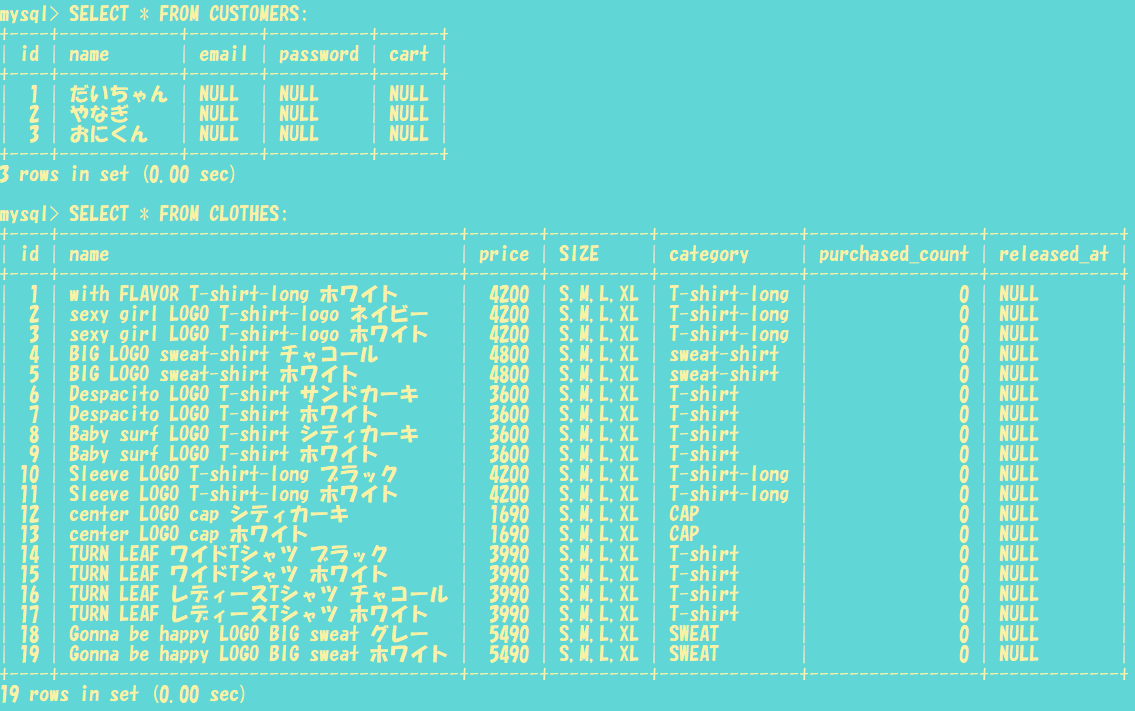 mysql> SELECT * FROM CUSTOMERS;
+----+--------------+-------+----------+------+
| id | name | email | password | cart |
+----+--------------+-------+----------+------+
| 1 | だいちゃん | NULL | NULL | NULL |
| 2 | やなぎ | NULL | NULL | NULL |
| 3 | おにくん | NULL | NULL | NULL |
+----+--------------+-------+----------+------+
3 rows in set (0.00 sec)
mysql> SELECT * FROM CLOTHES;
+----+------------------------------------------+-------+----------+--------------+-----------------+-------------+
| id | name | price | SIZE | category | purchased_count | released_at |
+----+------------------------------------------+-------+----------+--------------+-----------------+-------------+
| 1 | with FLAVOR T-shirt-long ホワイト | 4200 | S,M,L,XL | T-shirt-long | 0 | NULL |
| 2 | sexy girl LOGO T-shirt-logo ネイビー | 4200 | S,M,L,XL | T-shirt-long | 0 | NULL |
| 3 | sexy girl LOGO T-shirt-logo ホワイト | 4200 | S,M,L,XL | T-shirt-long | 0 | NULL |
| 4 | BIG LOGO sweat-shirt チャコール | 4800 | S,M,L,XL | sweat-shirt | 0 | NULL |
| 5 | BIG LOGO sweat-shirt ホワイト | 4800 | S,M,L,XL | sweat-shirt | 0 | NULL |
| 6 | Despacito LOGO T-shirt サンドカーキ | 3600 | S,M,L,XL | T-shirt | 0 | NULL |
| 7 | Despacito LOGO T-shirt ホワイト | 3600 | S,M,L,XL | T-shirt | 0 | NULL |
| 8 | Baby surf LOGO T-shirt シティカーキ | 3600 | S,M,L,XL | T-shirt | 0 | NULL |
| 9 | Baby surf LOGO T-shirt ホワイト | 3600 | S,M,L,XL | T-shirt | 0 | NULL |
| 10 | Sleeve LOGO T-shirt-long ブラック | 4200 | S,M,L,XL | T-shirt-long | 0 | NULL |
| 11 | Sleeve LOGO T-shirt-long ホワイト | 4200 | S,M,L,XL | T-shirt-long | 0 | NULL |
| 12 | center LOGO cap シティカーキ | 1690 | S,M,L,XL | CAP | 0 | NULL |
| 13 | center LOGO cap ホワイト | 1690 | S,M,L,XL | CAP | 0 | NULL |
| 14 | TURN LEAF ワイドTシャツ ブラック | 3990 | S,M,L,XL | T-shirt | 0 | NULL |
| 15 | TURN LEAF ワイドTシャツ ホワイト | 3990 | S,M,L,XL | T-shirt | 0 | NULL |
| 16 | TURN LEAF レディースTシャツ チャコール | 3990 | S,M,L,XL | T-shirt | 0 | NULL |
| 17 | TURN LEAF レディースTシャツ ホワイト | 3990 | S,M,L,XL | T-shirt | 0 | NULL |
| 18 | Gonna be happy LOGO BIG sweat グレー | 5490 | S,M,L,XL | SWEAT | 0 | NULL |
| 19 | Gonna be happy LOGO BIG sweat ホワイト | 5490 | S,M,L,XL | SWEAT | 0 | NULL |
+----+------------------------------------------+-------+----------+--------------+-----------------+-------------+
19 rows in set (0.00 sec)